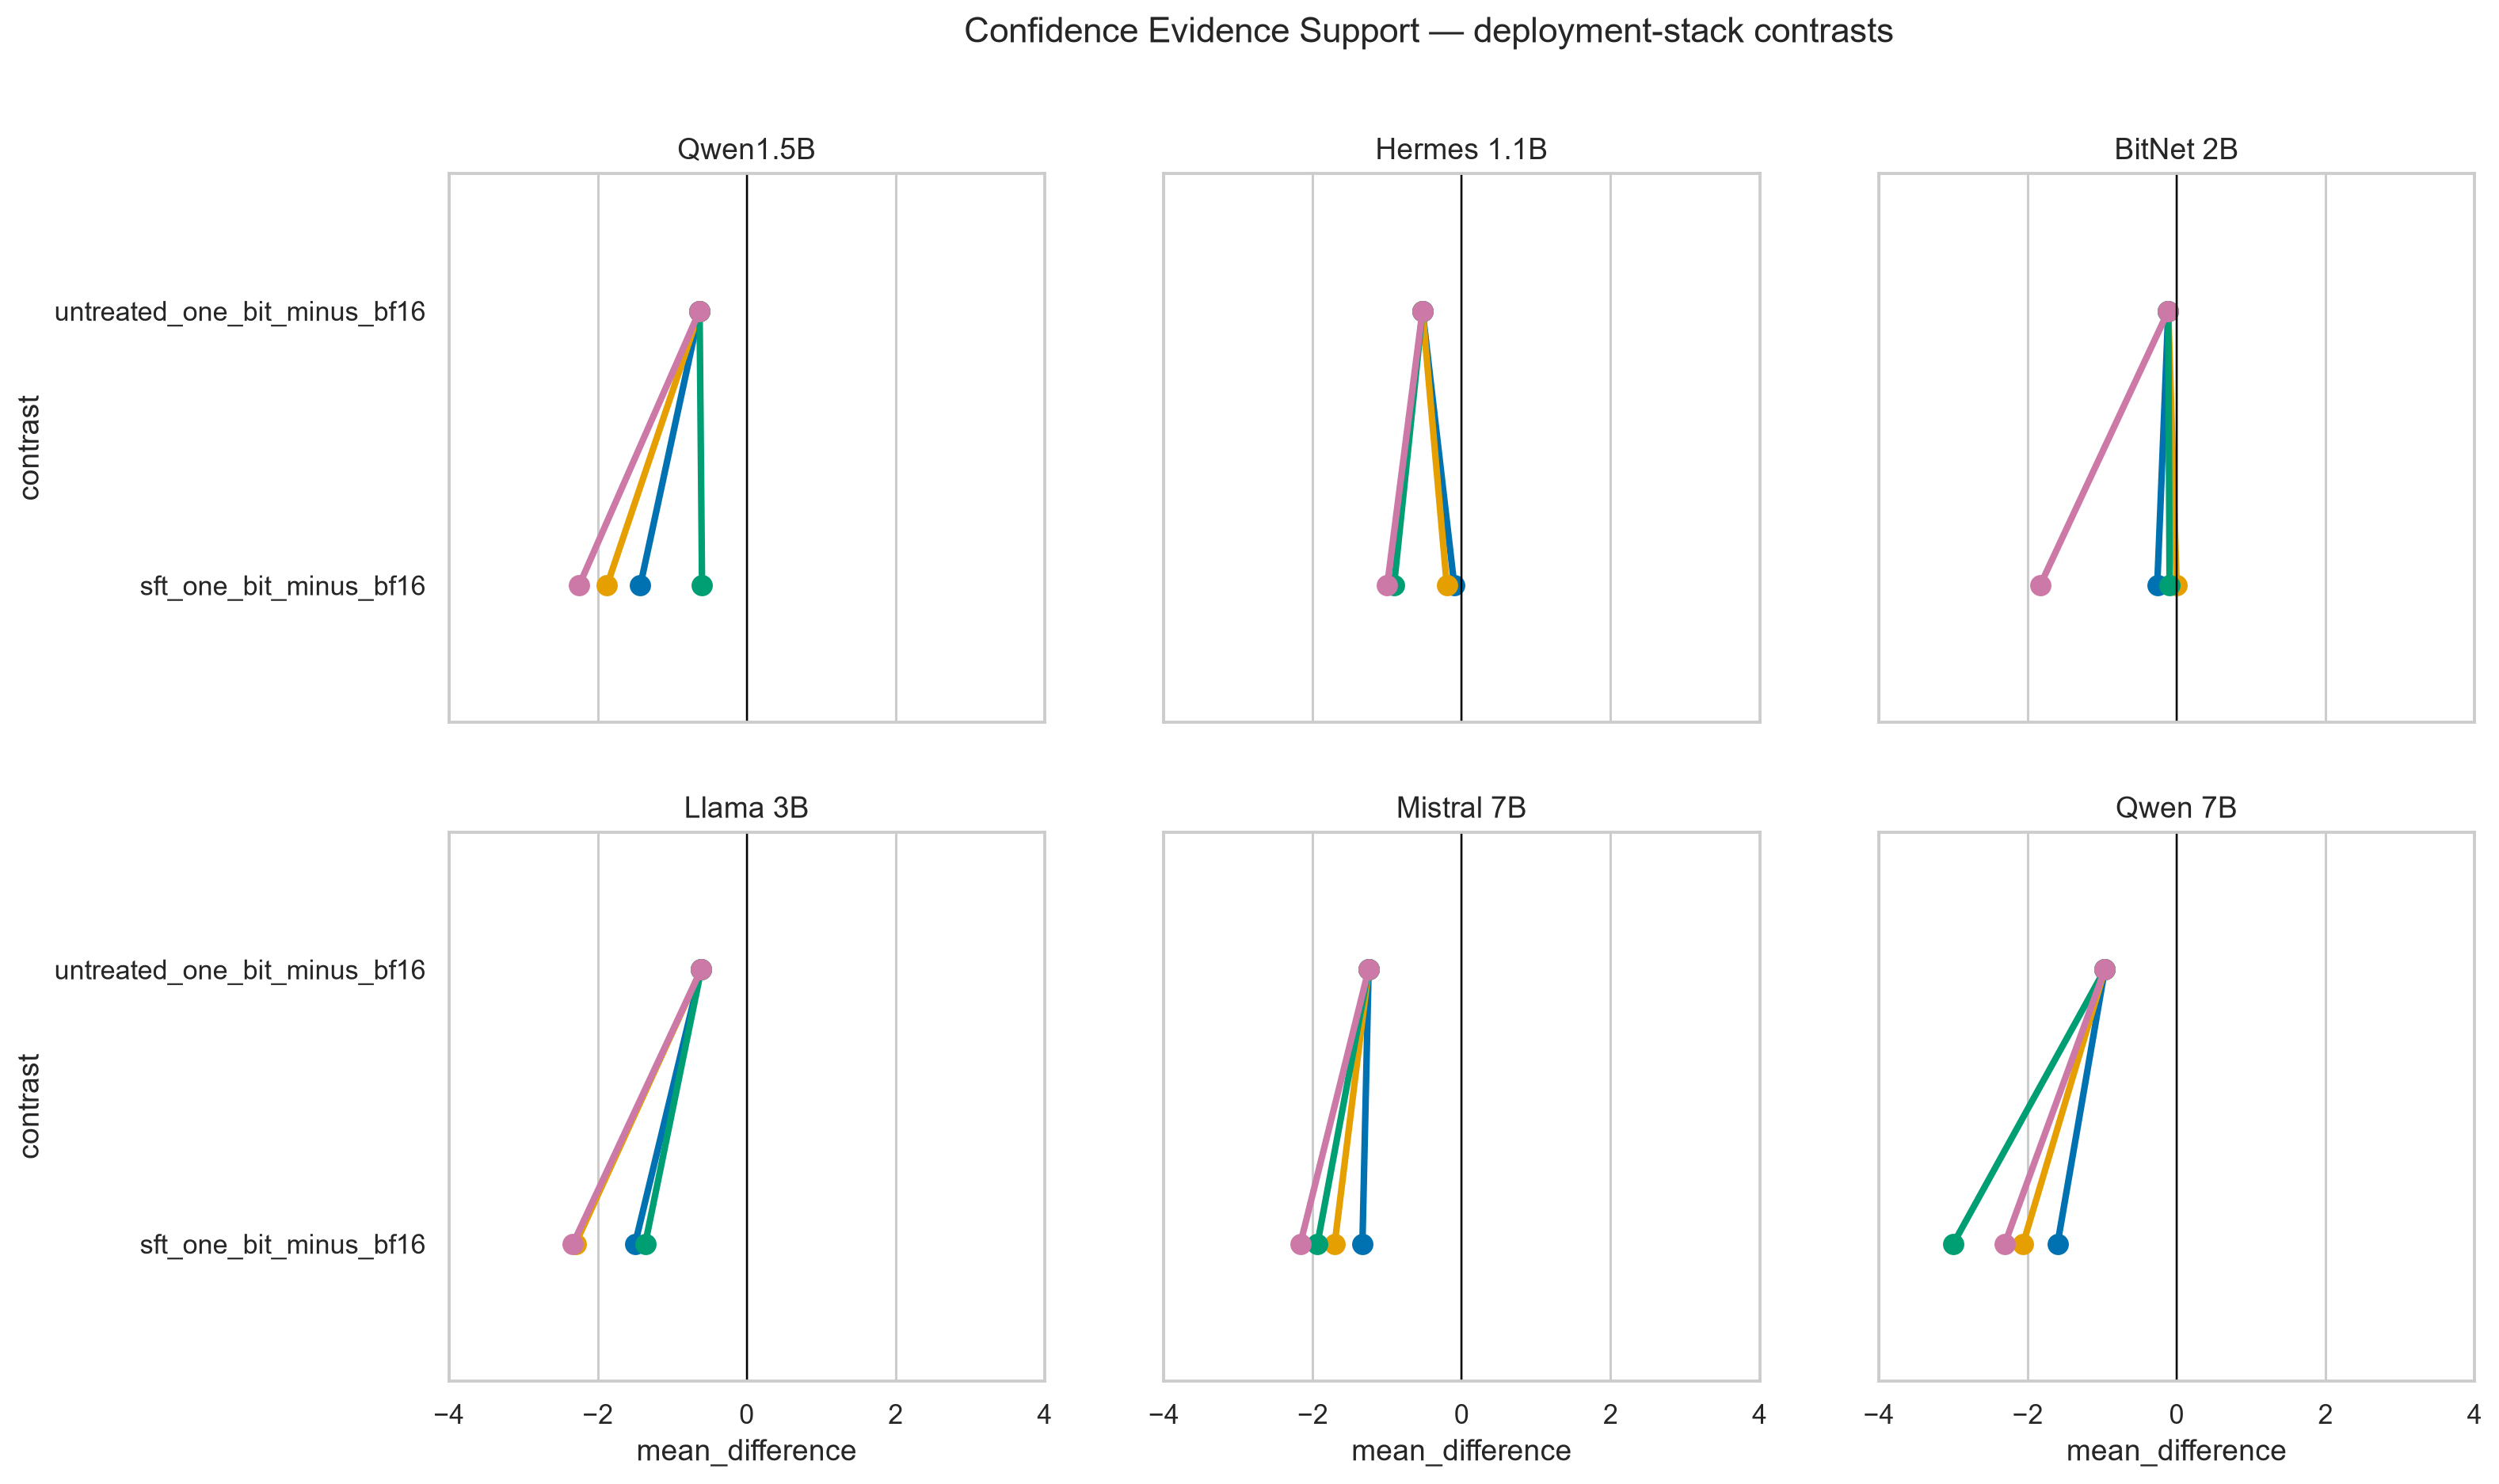 Confidence Evidence Support — deployment-stack contrasts
Qwen1.5B
Hermes 1.1B
BitNet 2B
untreated_one_bit_minus_bf16
contrast
sft_one_bit_minus_bf16
Llama 3B
Mistral 7B
Qwen 7B
untreated_one_bit_minus_bf16
contrast
sft_one_bit_minus_bf16
−4 −2 0 2 4
−4 −2 0 2 4
−4 −2 0 2 4
mean_difference
mean_difference
mean_difference